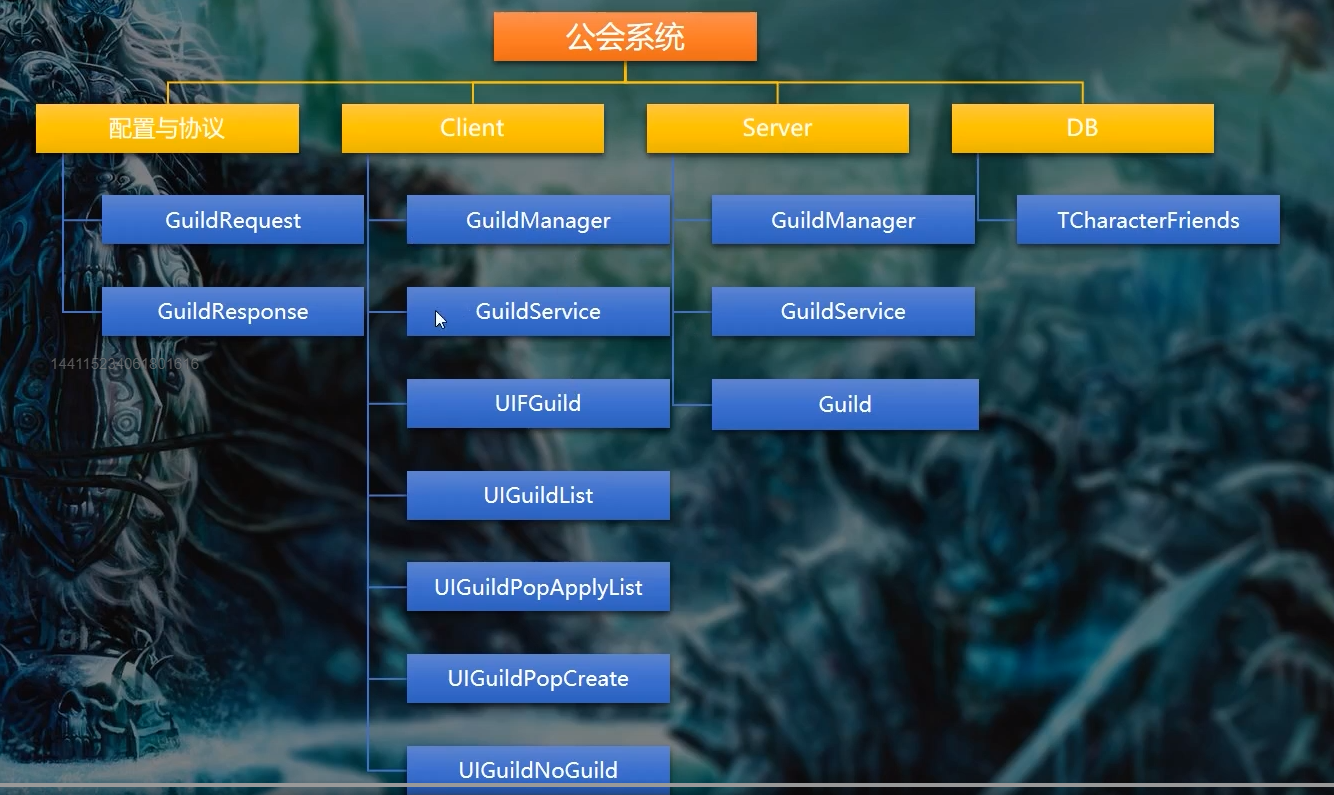 公会系统
配置与协议
GuildRequest
GuildResponse
Client
GuildManager
GuildService
UIFGuild
UIGuildList
UIGuildPopApplyList
UIGuildPopCreate
UIGuildNoGuild
Server
GuildManager
GuildService
Guild
DB
TCharacterFriends